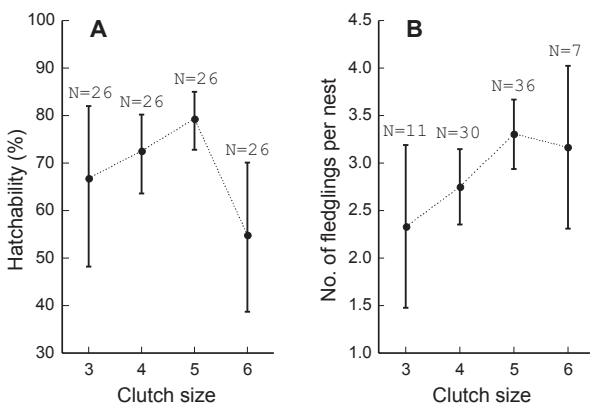 A
Hatchability (%)
100
90
80
70
60
50
40
30
N=26
N=26
N=26
N=26
3 4 5 6
Clutch size
B
No. of fledglings per nest
4.5
4.0
3.5
3.0
2.5
2.0
1.5
1.0
N=11
N=30
N=36
N=7
3 4 5 6
Clutch size